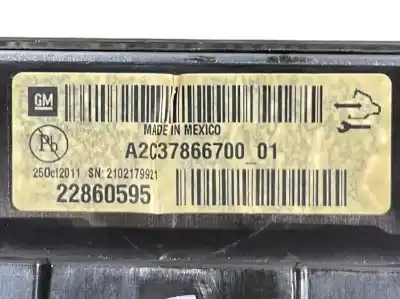 GM
MADE IN MEXICO
Pb
A2C37866700_01
25Oct2011 SN: 2102179921
22860595